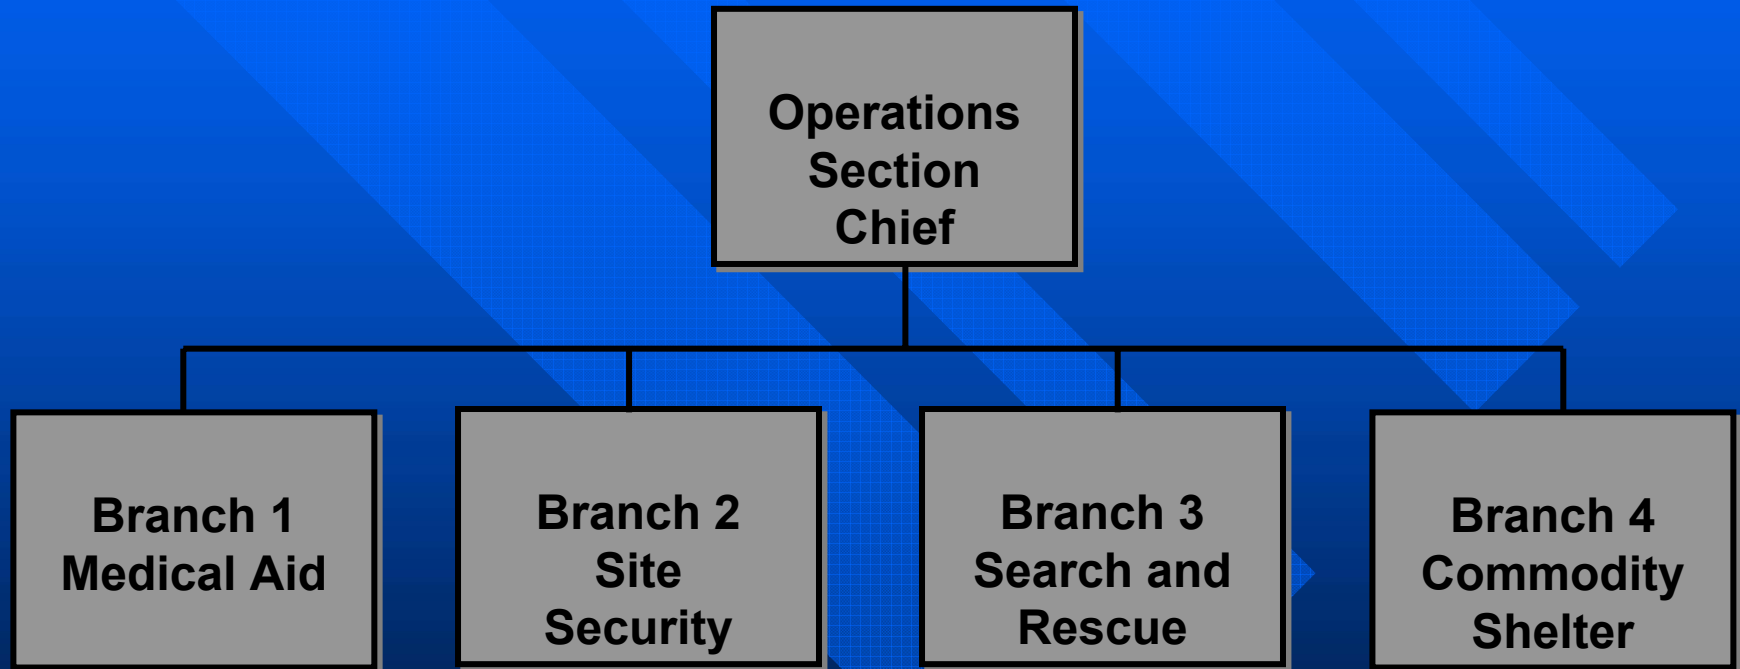 Operations
Section
Chief
Branch 1
Medical Aid
Branch 2
Site
Security
Branch 3
Search and
Rescue
Branch 4
Commodity
Shelter